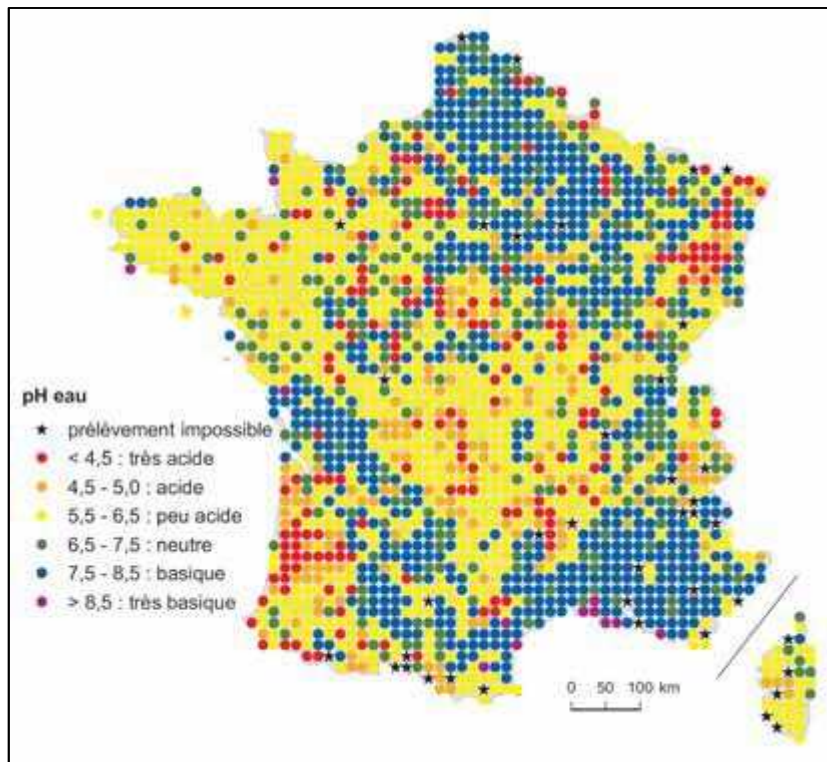 pH eau
prélèvement impossible
< 4,5 : très acide
4,5 - 5,0 : acide
5,5 - 6,5 : peu acide
6,5 - 7,5 : neutre
7,5 - 8,5 : basique
> 8,5 : très basique
0 50 100 km